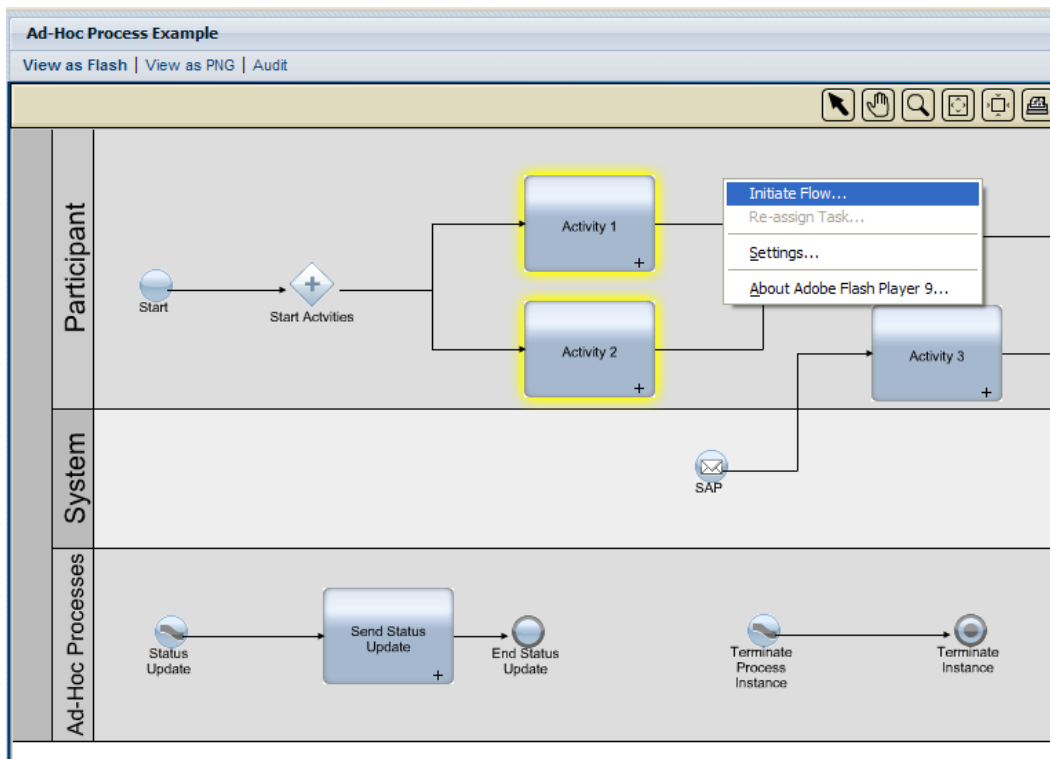 Ad-Hoc Process Example
View as Flash | View as PNG | Audit
Participant
Start
Start Actvities
Activity 1
+
Activity 2
+
Initiate Flow...
Re-assign Task...
Settings...
About Adobe Flash Player 9...
Activity 3
+
System
SAP
Ad-Hoc Processes
Status
Update
Send Status
Update
+
End Status
Update
Terminate
Process
Instance
Terminate
Instance